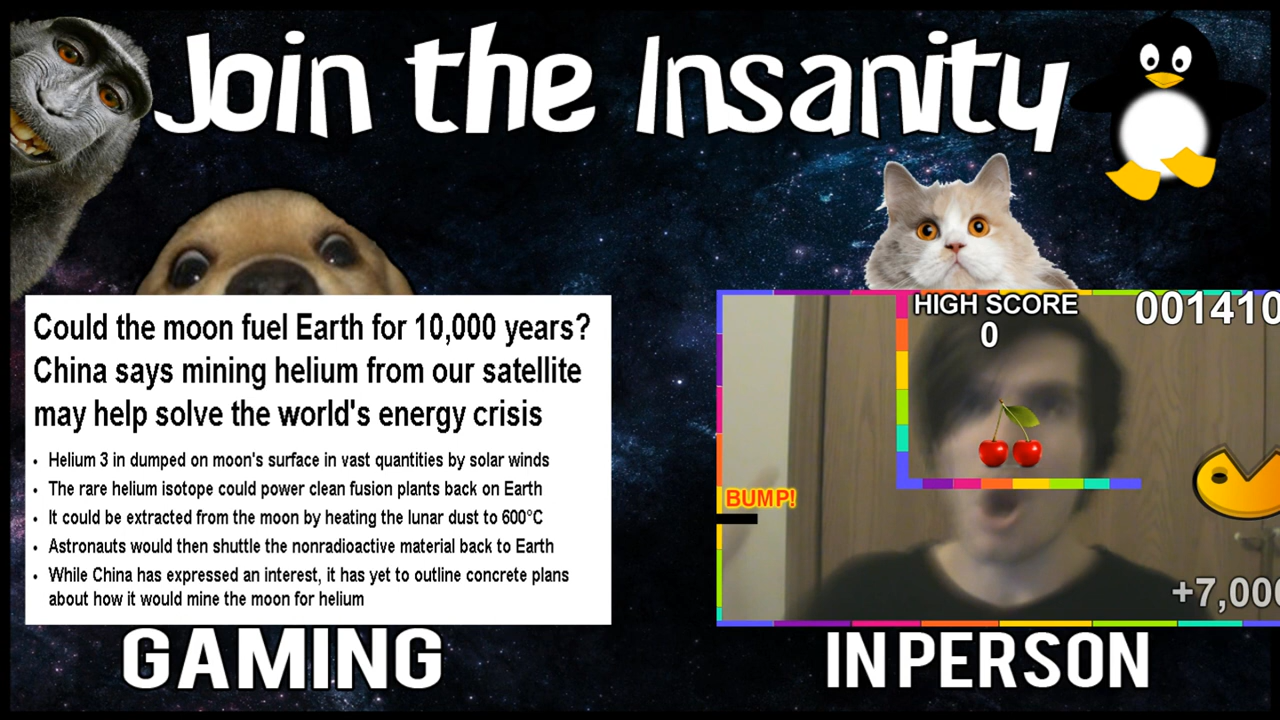 Join the Insanity
Could the moon fuel Earth for 10,000 years?
China says mining helium from our satellite
may help solve the world's energy crisis
• Helium 3 in dumped on moon's surface in vast quantities by solar winds
• The rare helium isotope could power clean fusion plants back on Earth
• It could be extracted from the moon by heating the lunar dust to 600°C
• Astronauts would then shuttle the nonradioactive material back to Earth
• While China has expressed an interest, it has yet to outline concrete plans
about how it would mine the moon for helium
GAMING
HIGH SCORE
0
001410
BUMP!
+7,000
IN PERSON